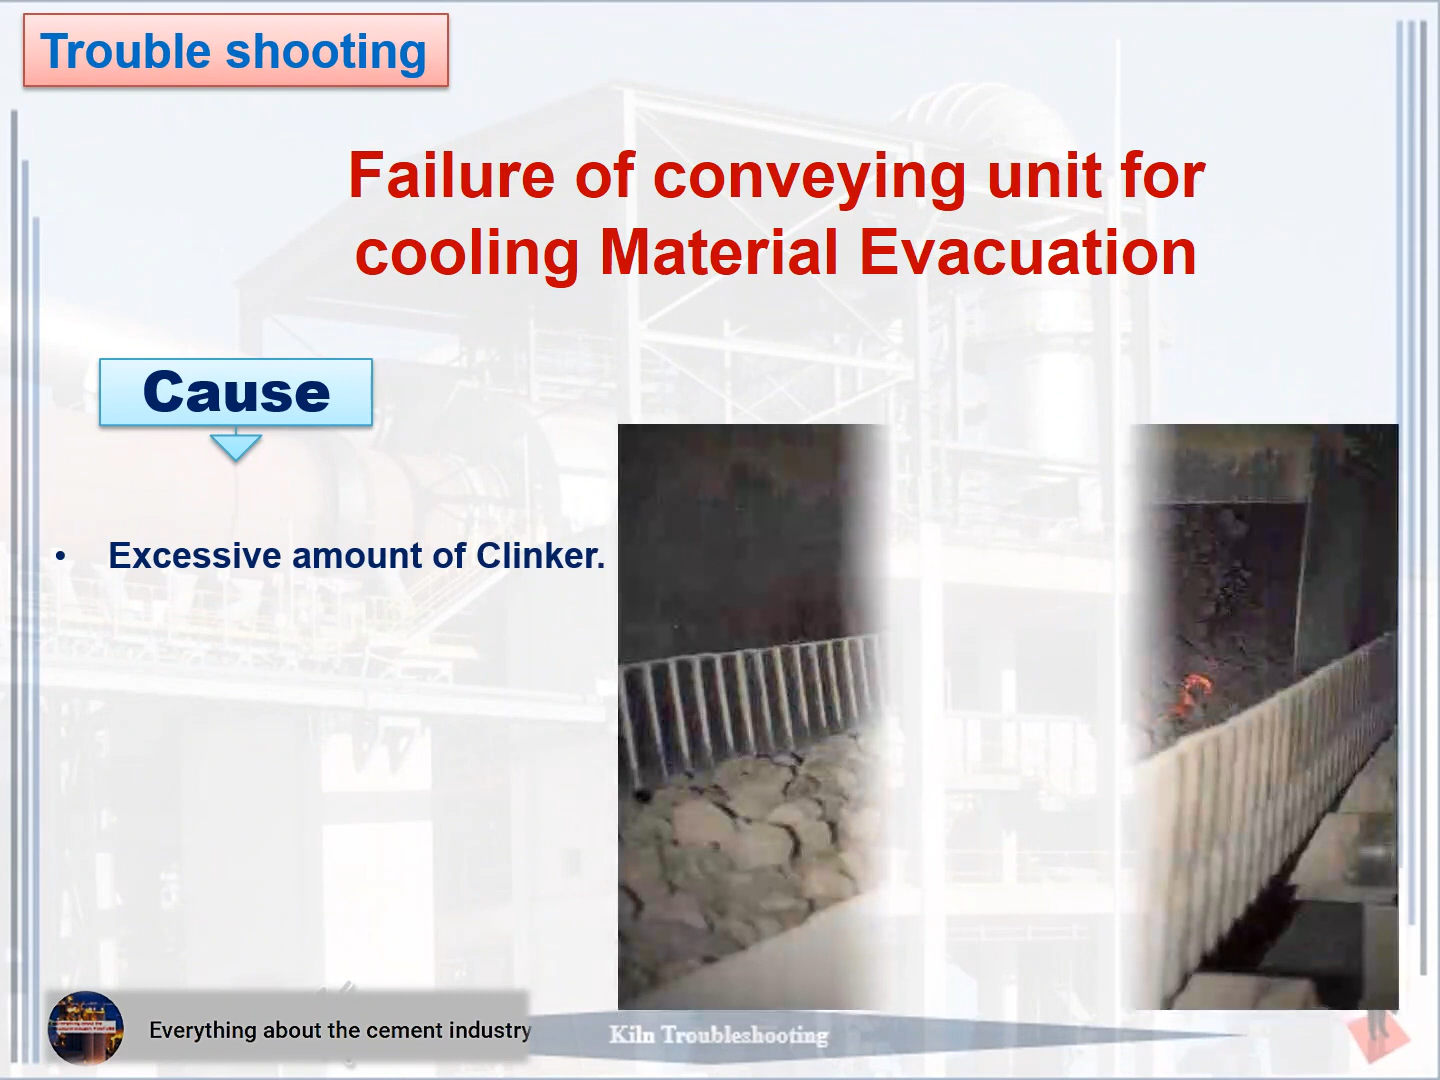 Trouble shooting
Failure of conveying unit for
cooling Material Evacuation
Cause
• Excessive amount of Clinker.
Everything about the cement industry
Kiln Troubleshooting